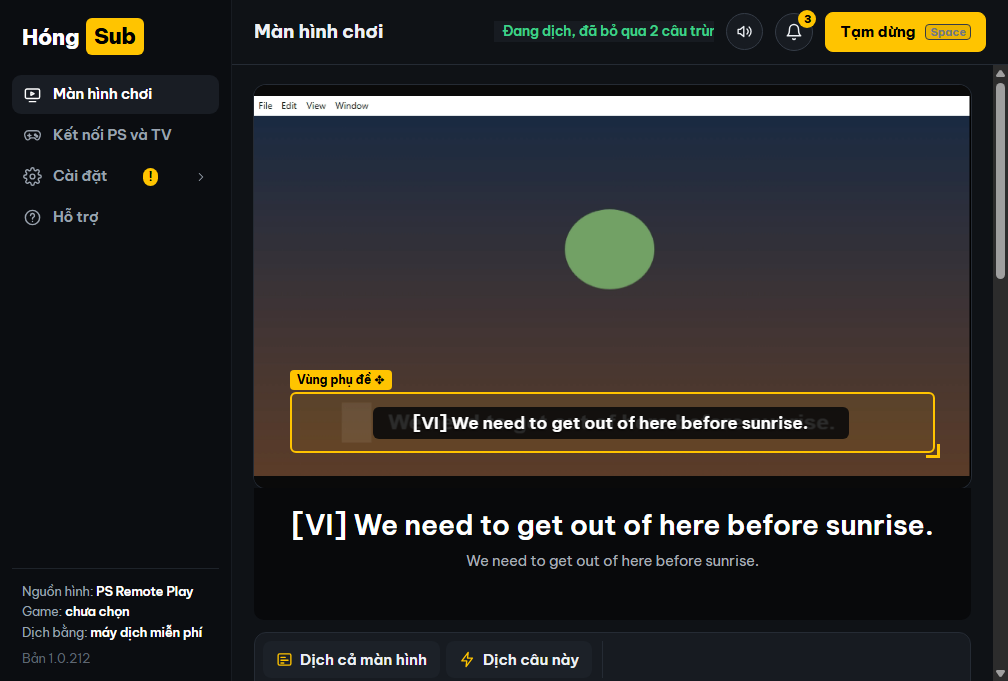 Hóng Sub
Màn hình chơi
Kết nối PS và TV
Cài đặt !
Hỗ trợ
Nguồn hình: PS Remote Play
Game: chưa chọn
Dịch bằng: máy dịch miễn phí
Bản 1.0.212
Màn hình chơi
Đang dịch, đã bỏ qua 2 câu trùr
3
Tạm dừng Space
File Edit View Window
Vùng phụ đề
[VI] We need to get out of here before sunrise.
[VI] We need to get out of here before sunrise.
We need to get out of here before sunrise.
Dịch cả màn hình
Dịch câu này